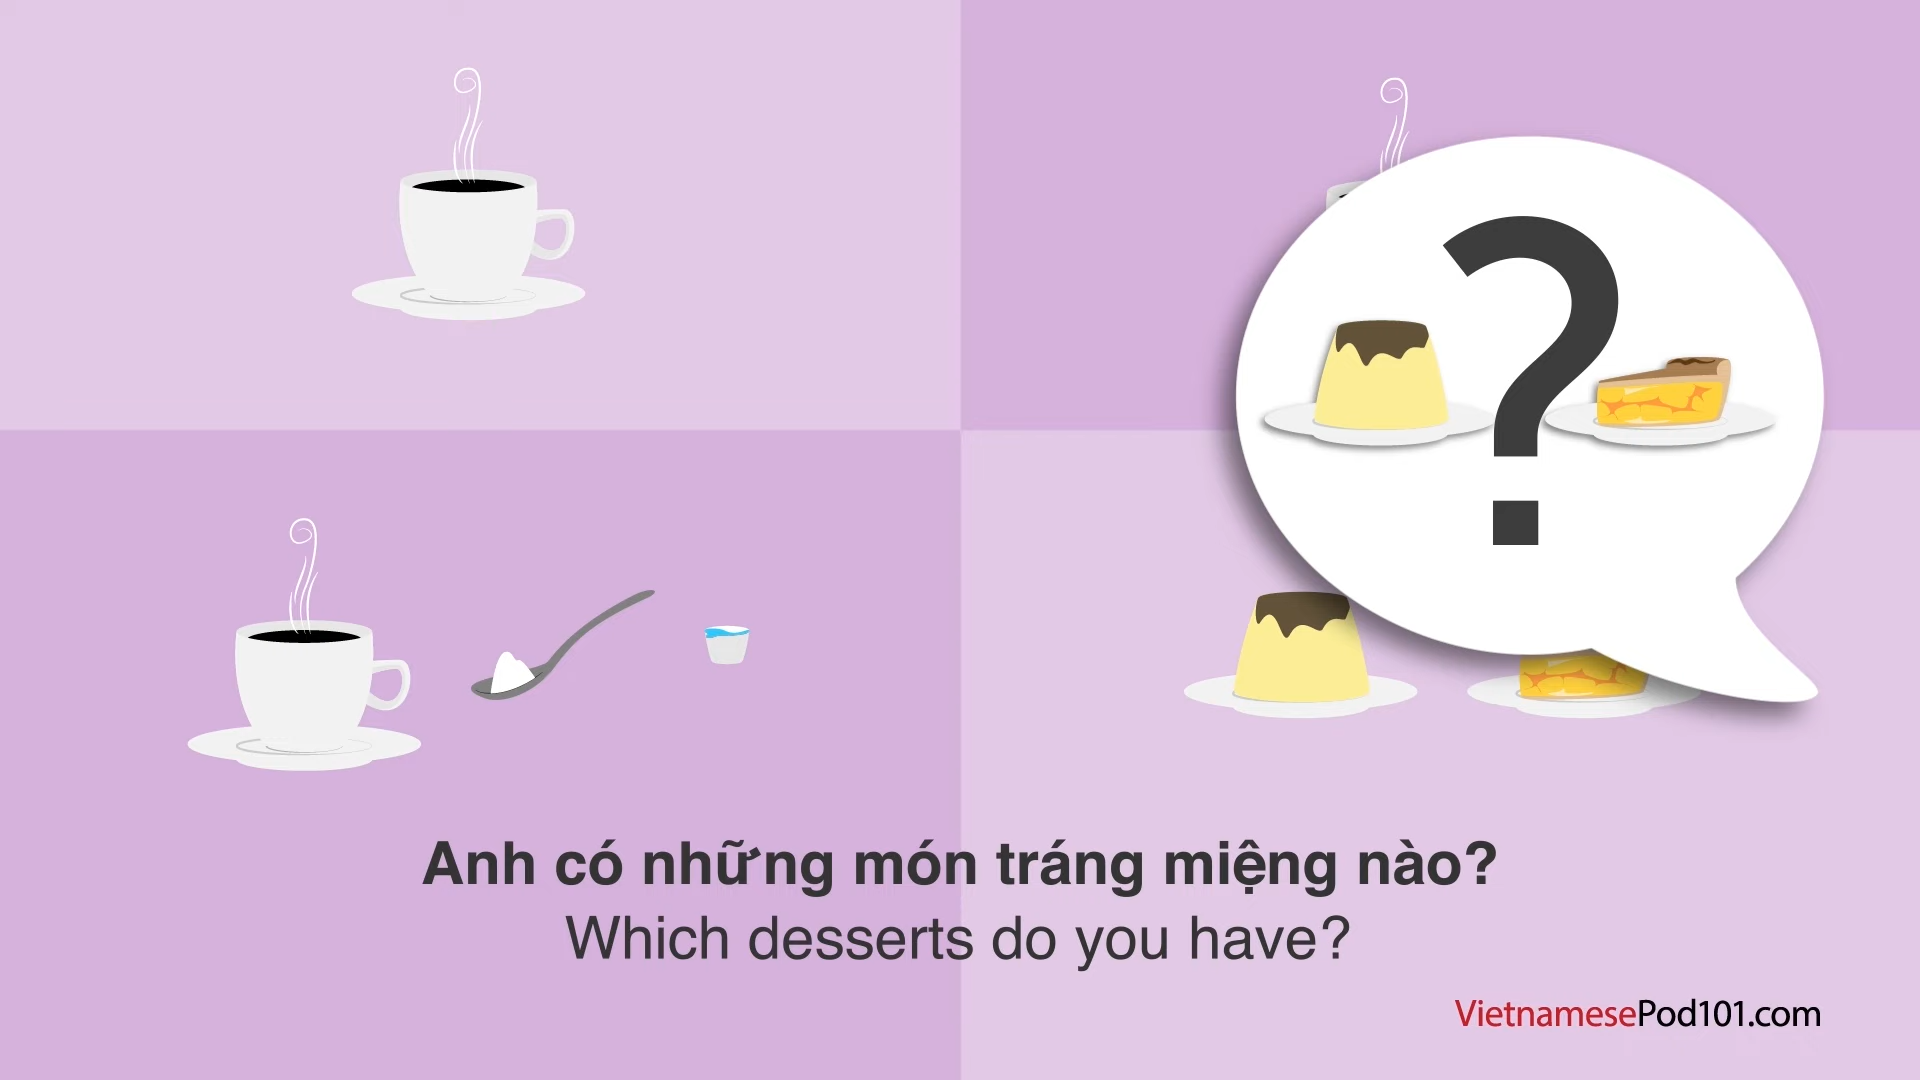 ?
Anh có những món tráng miệng nào?
Which desserts do you have?
VietnamesePod101.com